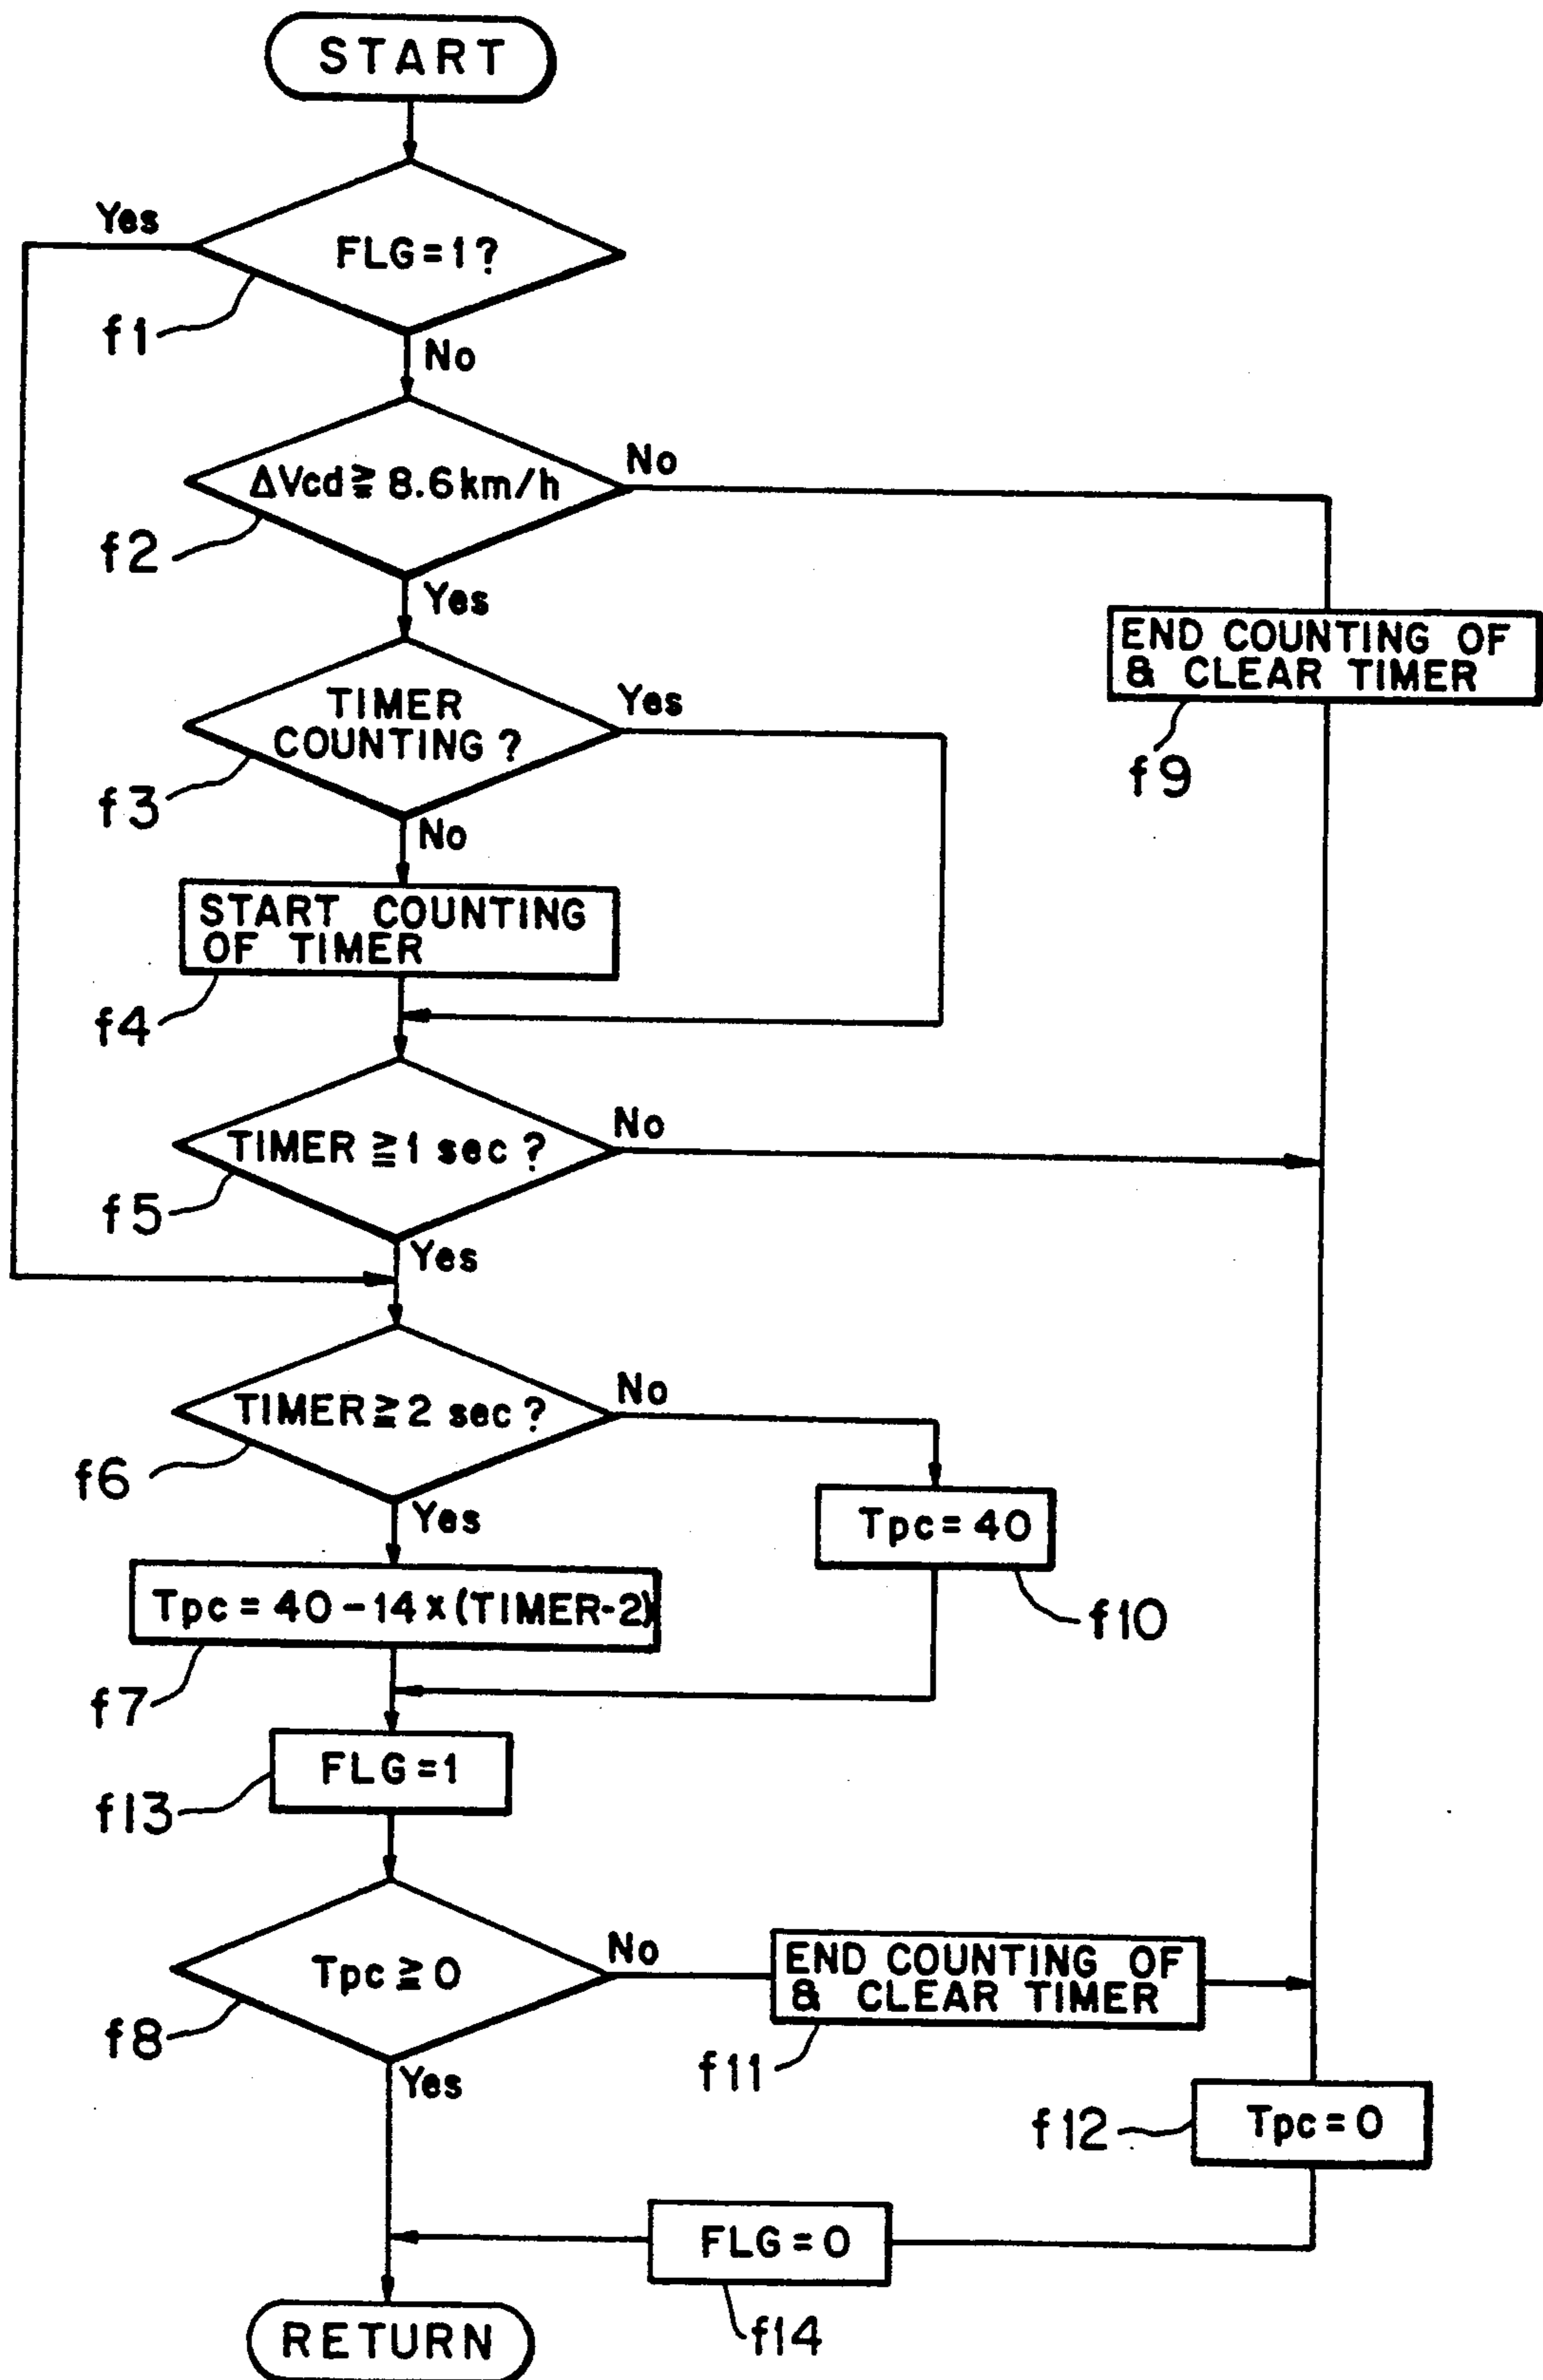 START
Yes
FLG=1?
f1
No
ΔVcd≧8.6km/h
No
f2
Yes
END COUNTING OF
& CLEAR TIMER
f9
TIMER
COUNTING?
Yes
f3
No
START COUNTING
OF TIMER
f4
TIMER≧1 sec?
No
f5
Yes
TIMER≧2 sec?
No
f6
Yes
Tpc=40
f10
Tpc=40-14×(TIMER-2)
f7
FLG=1
f13
Tpc≧0
No
END COUNTING OF
& CLEAR TIMER
f8
f11
Yes
Tpc=0
f12
FLG=0
f14
RETURN